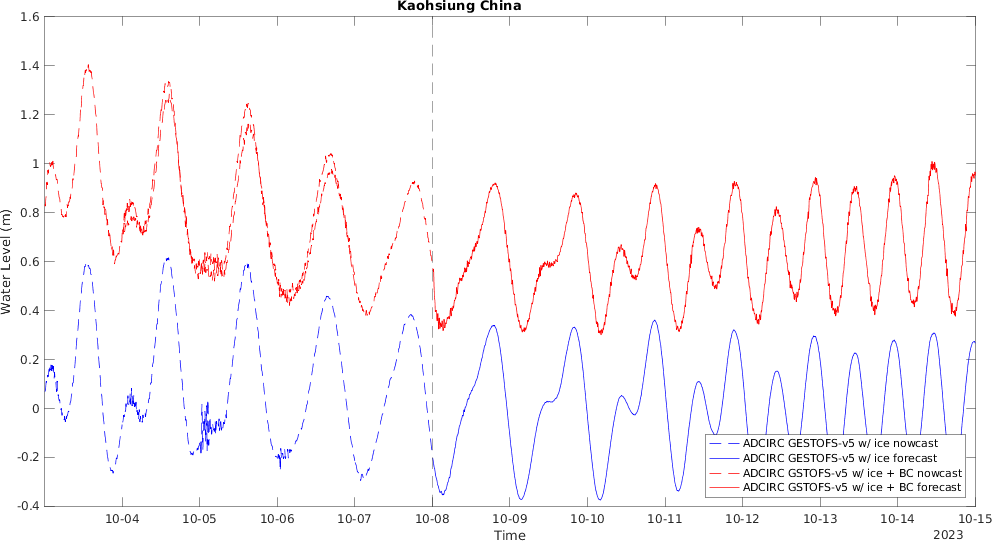 Kaohsiung China
1.6
1.4
1.2
1
0.8
0.6
0.4
0.2
0
-0.2
-0.4
Water Level (m)
ADCIRC GESTOFS-v5 w/ ice nowcast
ADCIRC GESTOFS-v5 w/ ice forecast
ADCIRC GSTOFS-v5 w/ ice + BC nowcast
ADCIRC GSTOFS-v5 w/ ice + BC forecast
10-04 10-05 10-06 10-07 10-08 10-09 10-10 10-11 10-12 10-13 10-14 10-15
Time
2023